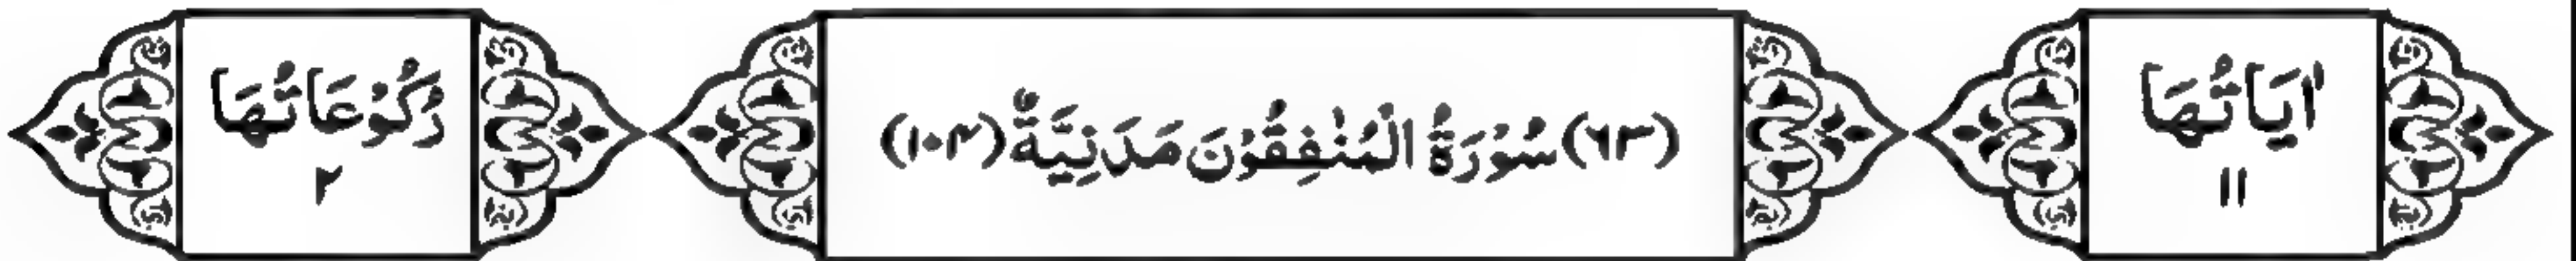 اٰيَاتُهَا
١١
(٦٣) سُوْرَةُ الْمُنٰفِقُوْنَ مَدَنِيَّةٌ (١٠٤)
رُكُوْعَاتُهَا
٢